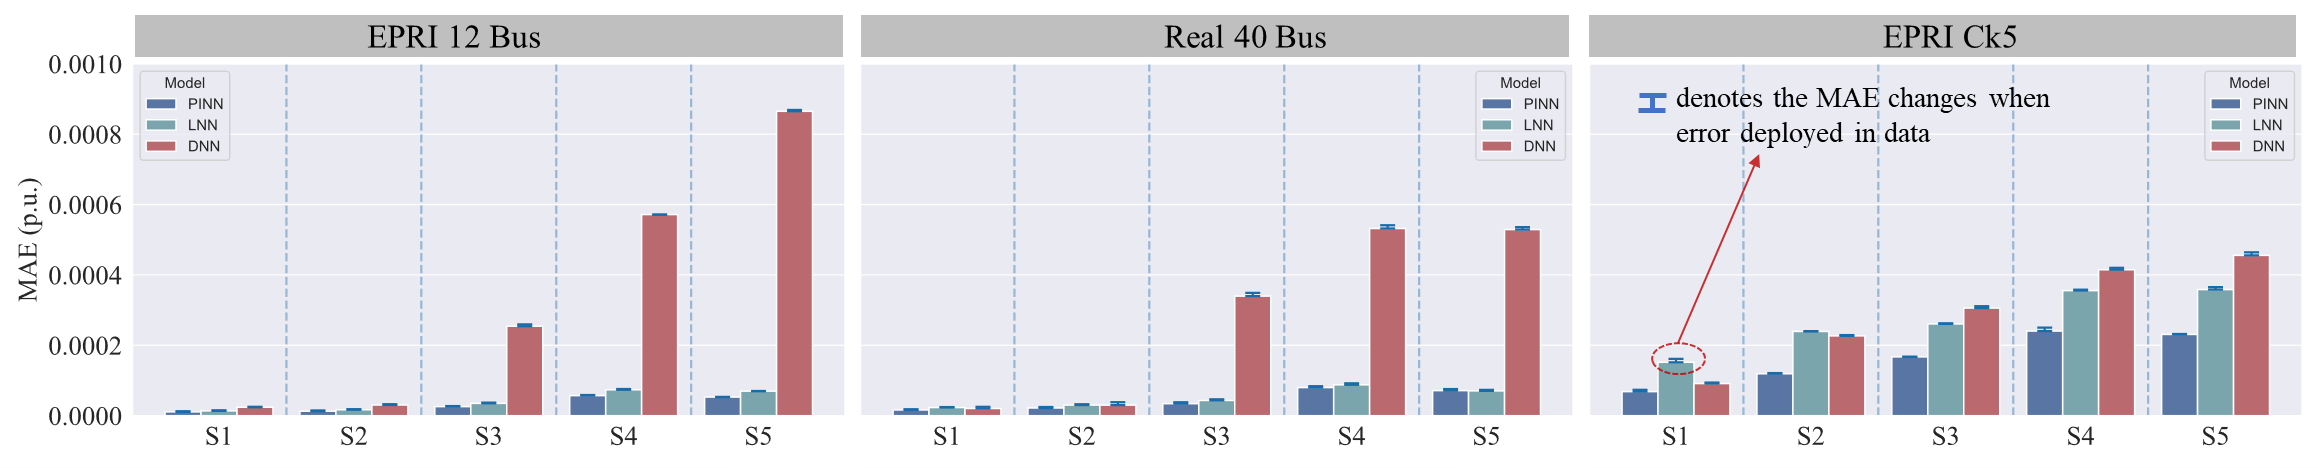 EPRI 12 Bus
Real 40 Bus
EPRI Ck5
MAE (p.u.)
0.0010
0.0008
0.0006
0.0004
0.0002
0.0000
Model
PINN
LNN
DNN
S1
S2
S3
S4
S5
Model
PINN
LNN
DNN
S1
S2
S3
S4
S5
denotes the MAE changes when
error deployed in data
Model
PINN
LNN
DNN
S1
S2
S3
S4
S5